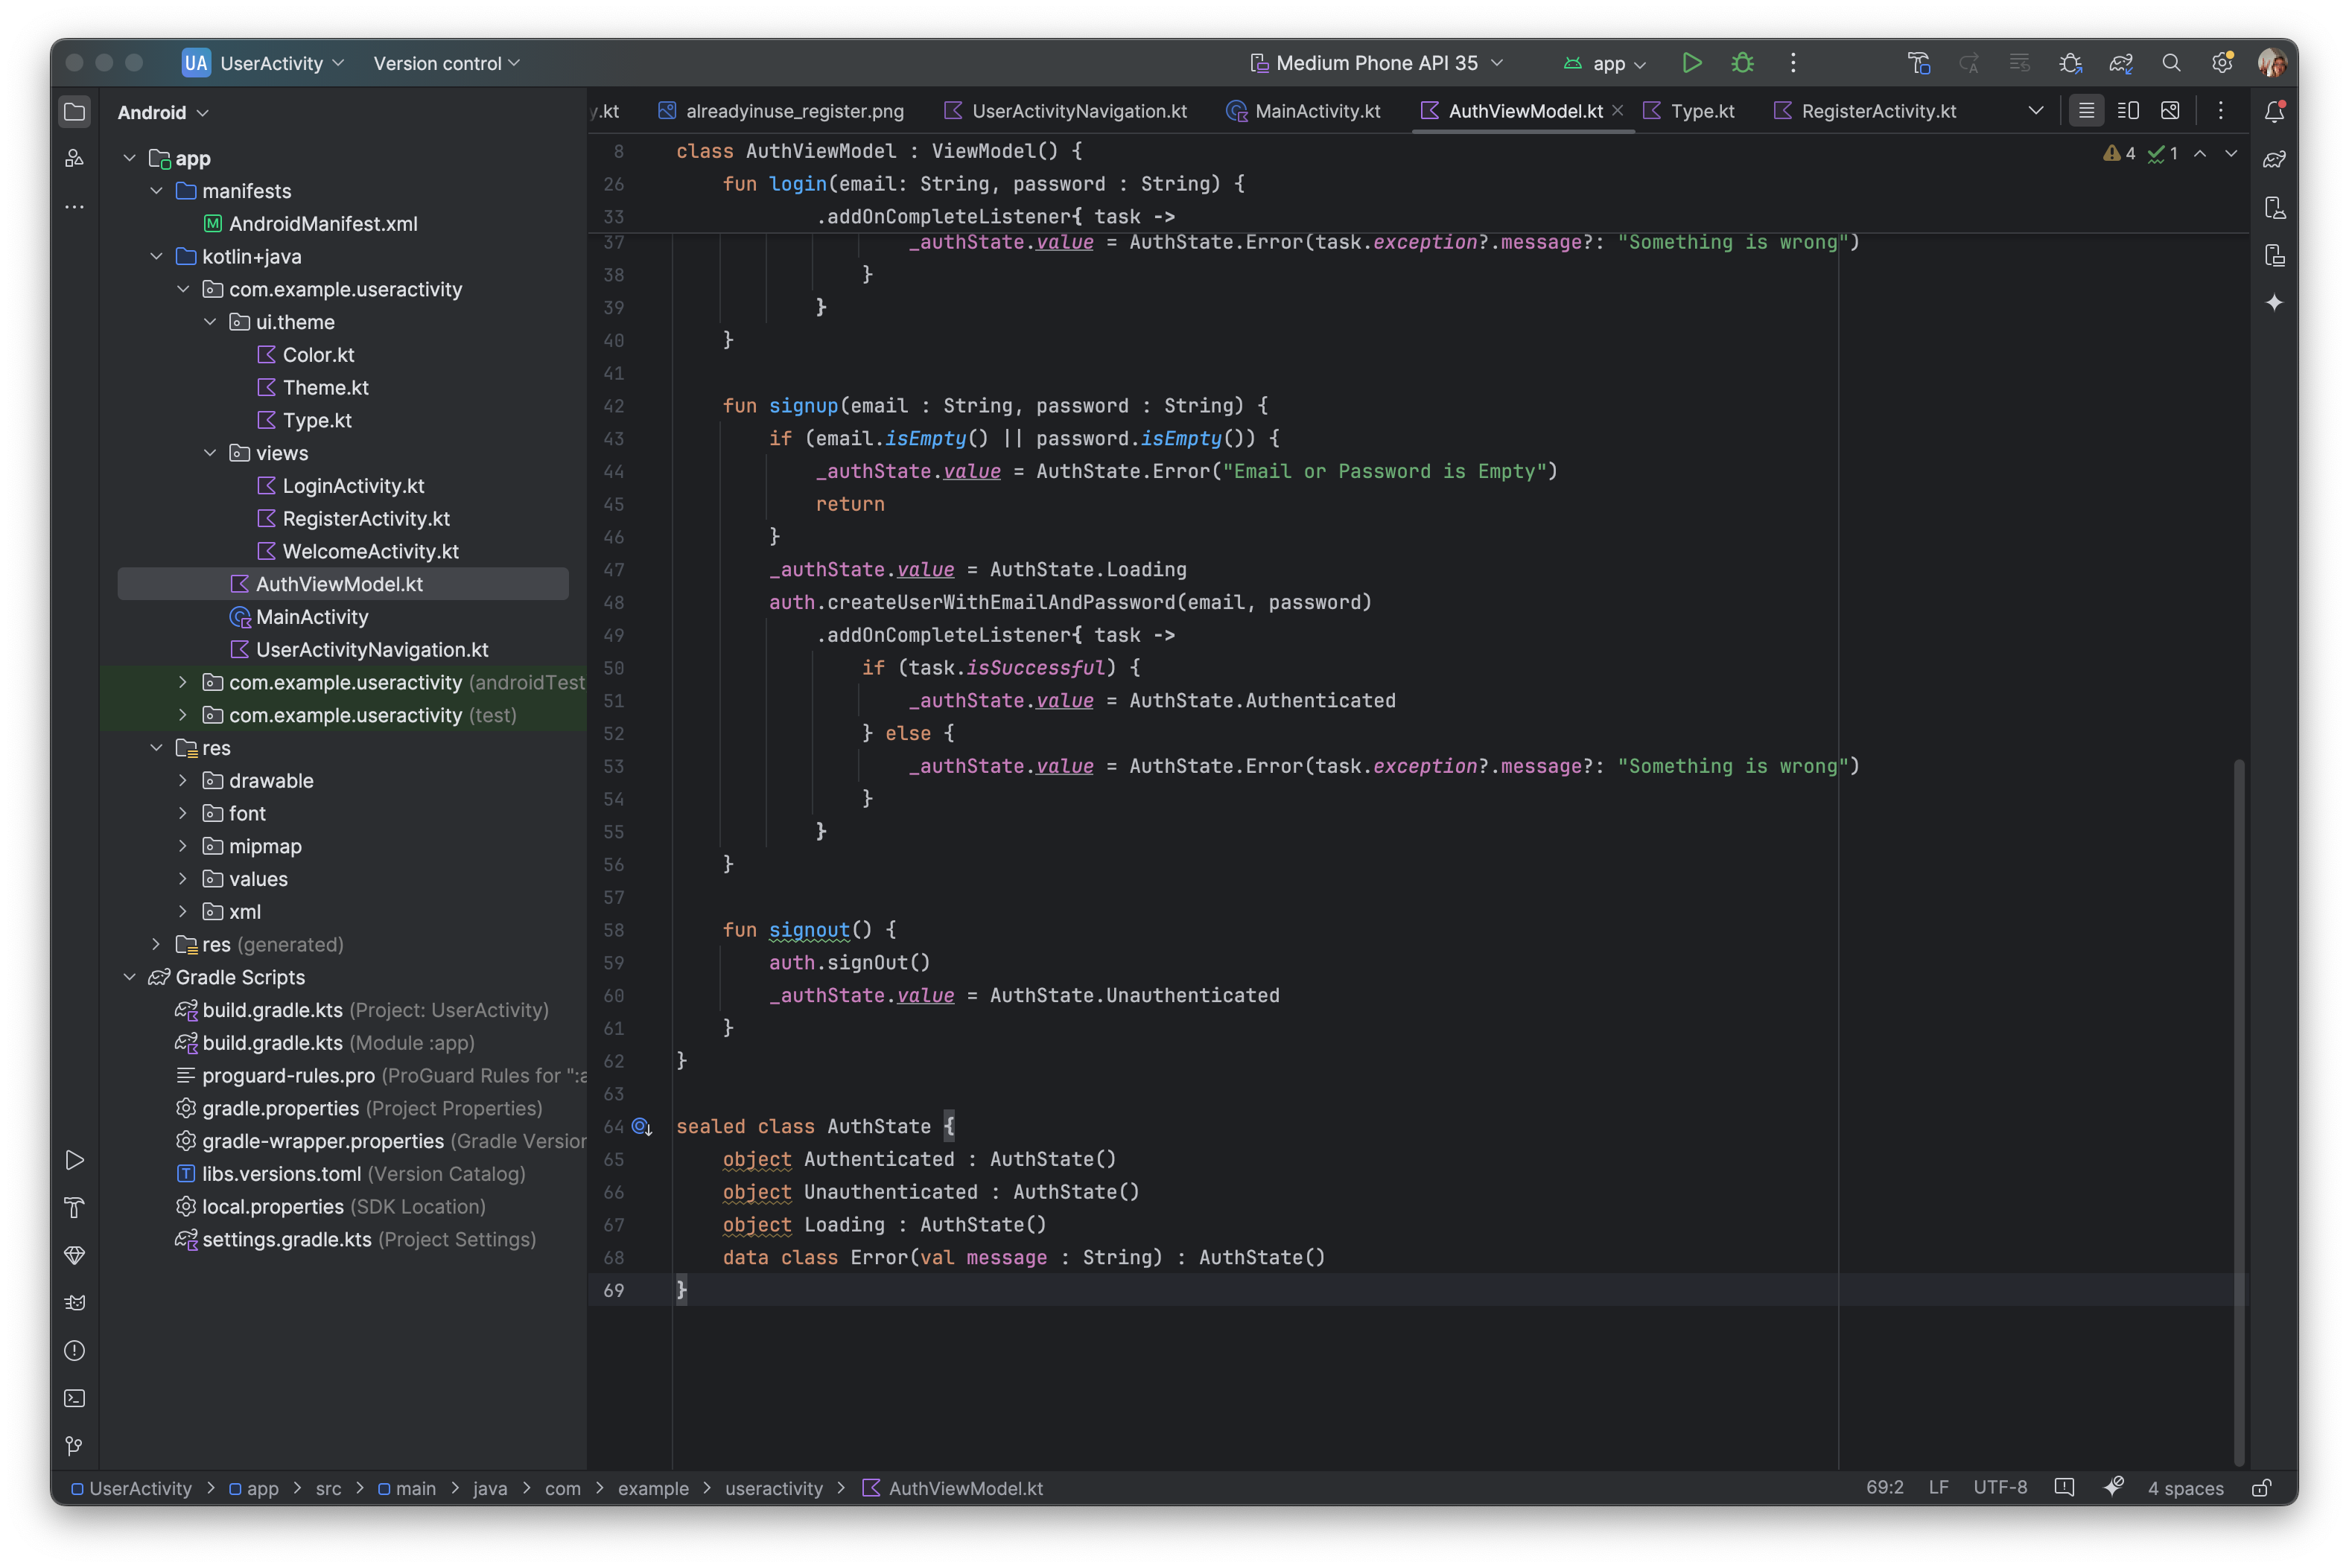 UA UserActivity Version control Medium Phone API 35 app
Android
y.kt alreadyinuse_register.png UserActivityNavigation.kt MainActivity.kt AuthViewModel.kt Type.kt RegisterActivity.kt
app
manifests
AndroidManifest.xml
kotlin+java
com.example.useractivity
ui.theme
Color.kt
Theme.kt
Type.kt
views
LoginActivity.kt
RegisterActivity.kt
WelcomeActivity.kt
AuthViewModel.kt
MainActivity
UserActivityNavigation.kt
com.example.useractivity (androidTest
com.example.useractivity (test)
res
drawable
font
mipmap
values
xml
res (generated)
Gradle Scripts
build.gradle.kts (Project: UserActivity)
build.gradle.kts (Module :app)
proguard-rules.pro (ProGuard Rules for ":a
gradle.properties (Project Properties)
gradle-wrapper.properties (Gradle Version
libs.versions.toml (Version Catalog)
local.properties (SDK Location)
settings.gradle.kts (Project Settings)
4 1
8 class AuthViewModel : ViewModel() {
26 fun login(email: String, password : String) {
33 .addOnCompleteListener{ task ->
37 _authState.value = AuthState.Error(task.exception?.message?: "Something is wrong")
38 }
39 }
40 }
41
42 fun signup(email : String, password : String) {
43 if (email.isEmpty() || password.isEmpty()) {
44 _authState.value = AuthState.Error("Email or Password is Empty")
45 return
46 }
47 _authState.value = AuthState.Loading
48 auth.createUserWithEmailAndPassword(email, password)
49 .addOnCompleteListener{ task ->
50 if (task.isSuccessful) {
51 _authState.value = AuthState.Authenticated
52 } else {
53 _authState.value = AuthState.Error(task.exception?.message?: "Something is wrong")
54 }
55 }
56 }
57
58 fun signout() {
59 auth.signOut()
60 _authState.value = AuthState.Unauthenticated
61 }
62 }
63
64 sealed class AuthState {
65 object Authenticated : AuthState()
66 object Unauthenticated : AuthState()
67 object Loading : AuthState()
68 data class Error(val message : String) : AuthState()
69 }
UserActivity > app > src > main > java > com > example > useractivity > AuthViewModel.kt 69:2 LF UTF-8 4 spaces